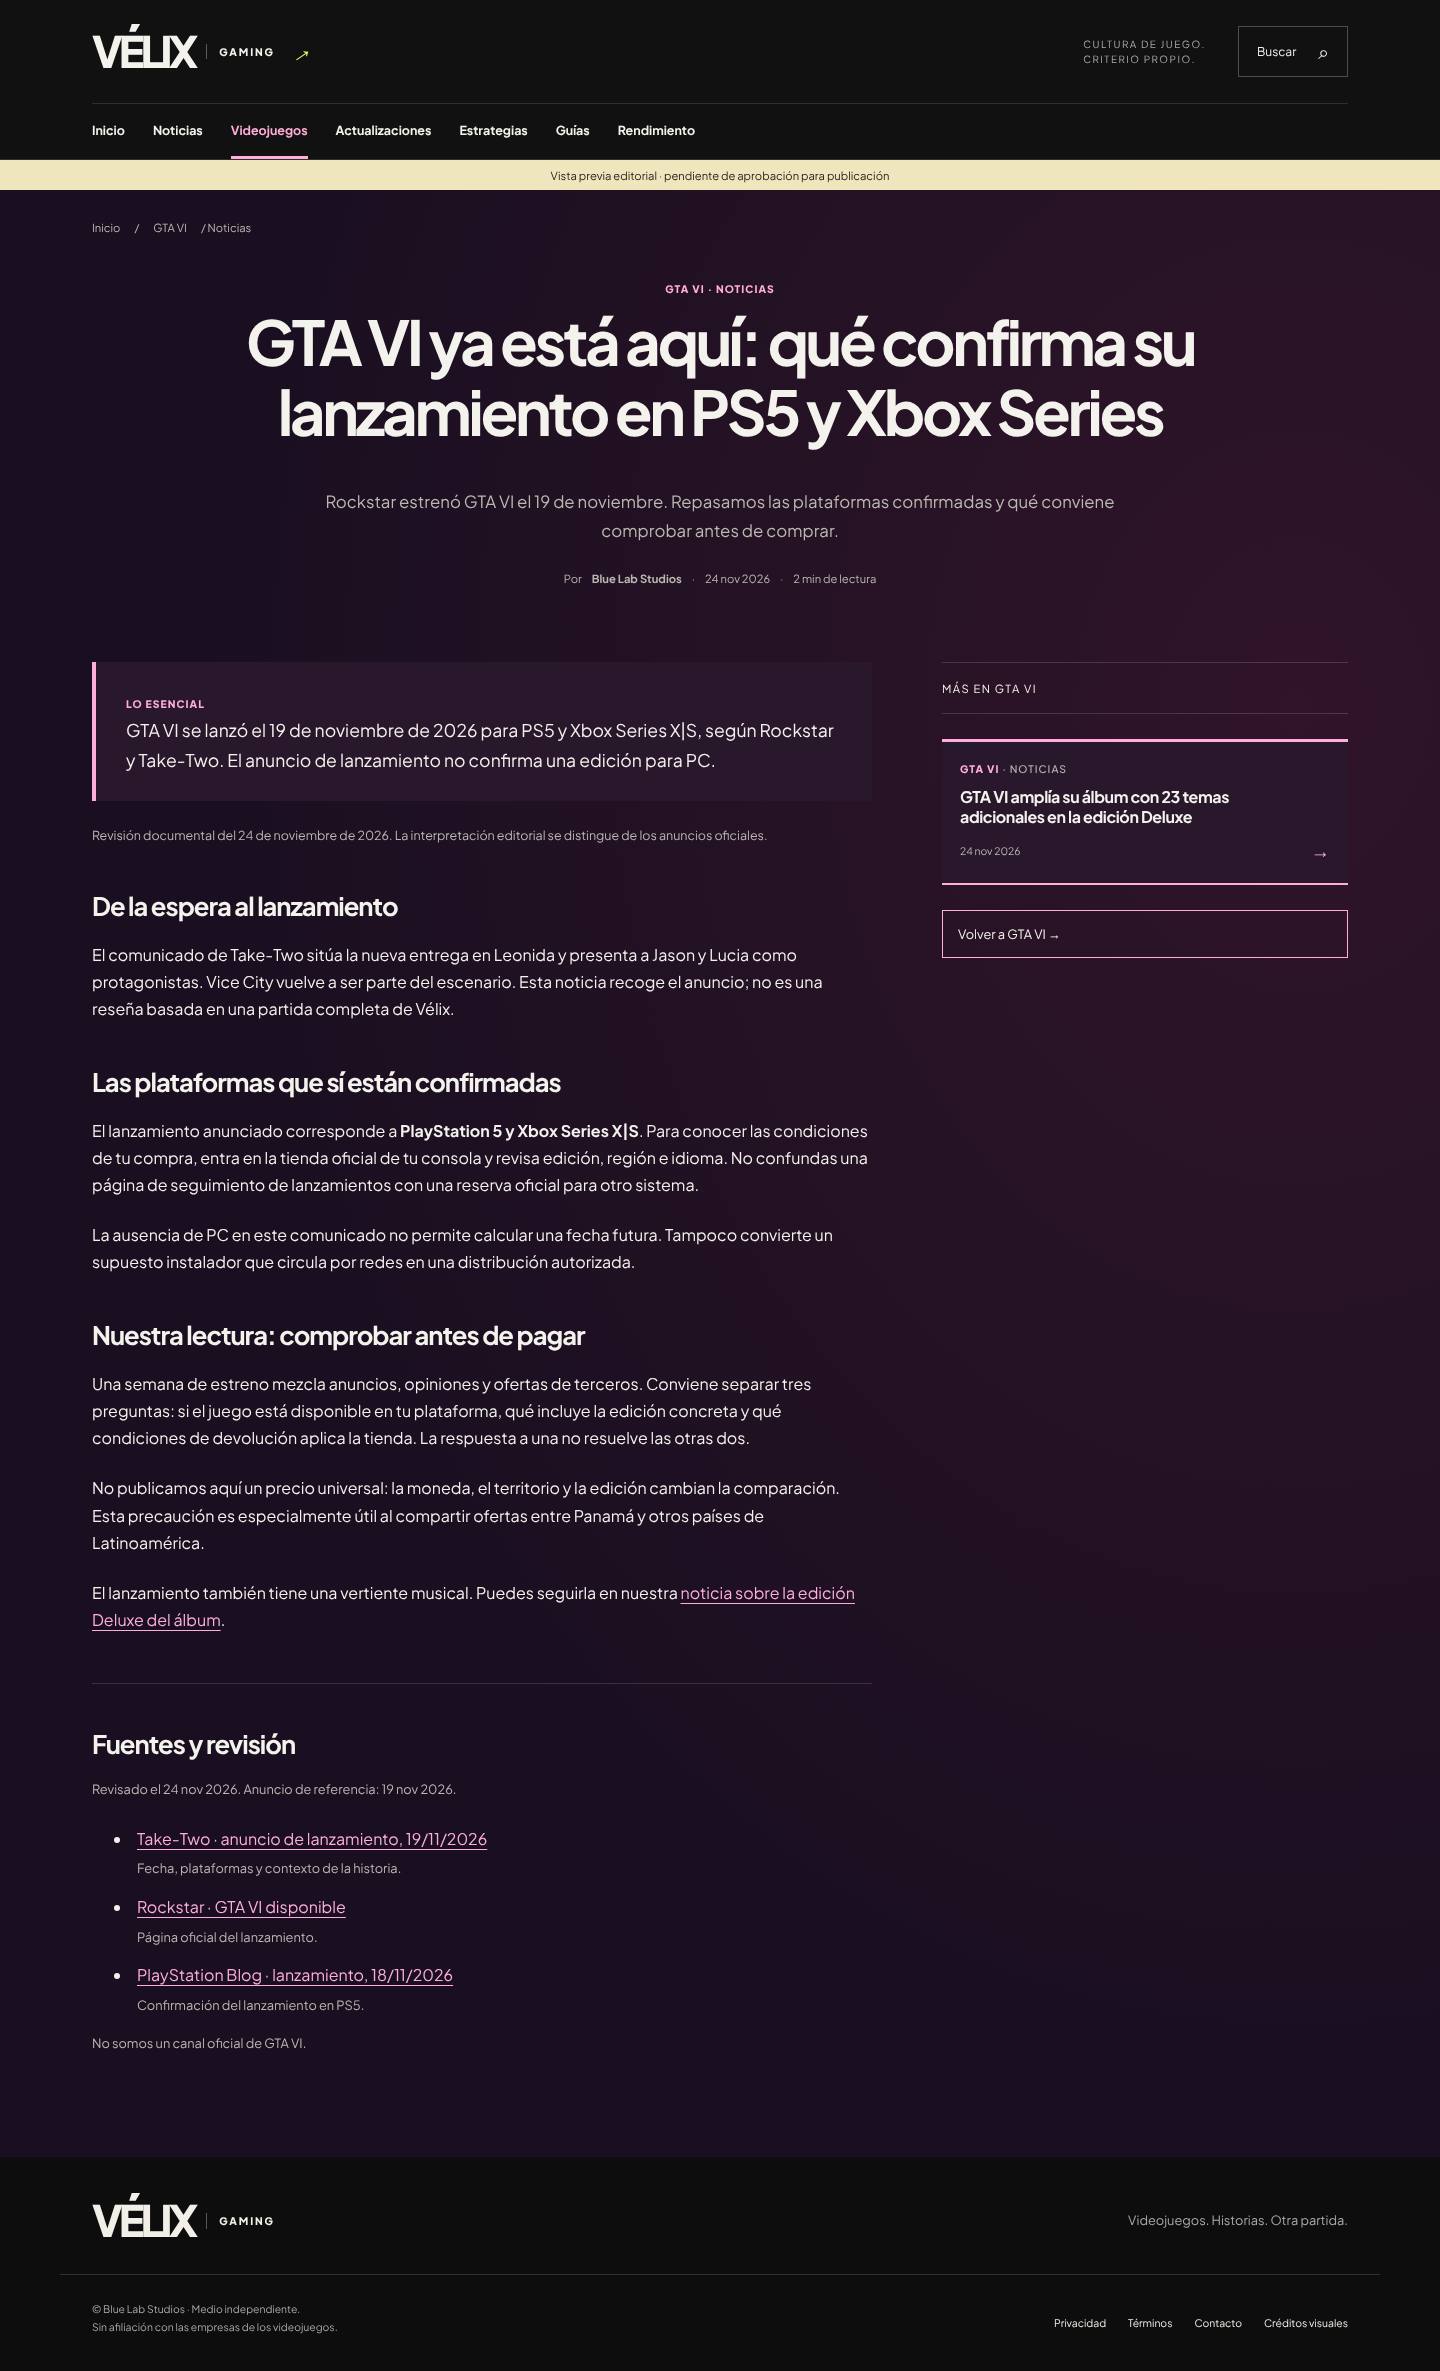 VÉLIX GAMING
CULTURA DE JUEGO.
CRITERIO PROPIO.
Buscar
Inicio Noticias Videojuegos Actualizaciones Estrategias Guías Rendimiento
Vista previa editorial · pendiente de aprobación para publicación
Inicio / GTA VI / Noticias
GTA VI · NOTICIAS
GTA VI ya está aquí: qué confirma su
lanzamiento en PS5 y Xbox Series
Rockstar estrenó GTA VI el 19 de noviembre. Repasamos las plataformas confirmadas y qué conviene
comprobar antes de comprar.
Por Blue Lab Studios · 24 nov 2026 · 2 min de lectura
LO ESENCIAL
GTA VI se lanzó el 19 de noviembre de 2026 para PS5 y Xbox Series X|S, según Rockstar
y Take-Two. El anuncio de lanzamiento no confirma una edición para PC.
Revisión documental del 24 de noviembre de 2026. La interpretación editorial se distingue de los anuncios oficiales.
De la espera al lanzamiento
El comunicado de Take-Two sitúa la nueva entrega en Leonida y presenta a Jason y Lucia como
protagonistas. Vice City vuelve a ser parte del escenario. Esta noticia recoge el anuncio; no es una
reseña basada en una partida completa de Vélix.
Las plataformas que sí están confirmadas
El lanzamiento anunciado corresponde a PlayStation 5 y Xbox Series X|S. Para conocer las condiciones
de tu compra, entra en la tienda oficial de tu consola y revisa edición, región e idioma. No confundas una
página de seguimiento de lanzamientos con una reserva oficial para otro sistema.
La ausencia de PC en este comunicado no permite calcular una fecha futura. Tampoco convierte un
supuesto instalador que circula por redes en una distribución autorizada.
Nuestra lectura: comprobar antes de pagar
Una semana de estreno mezcla anuncios, opiniones y ofertas de terceros. Conviene separar tres
preguntas: si el juego está disponible en tu plataforma, qué incluye la edición concreta y qué
condiciones de devolución aplica la tienda. La respuesta a una no resuelve las otras dos.
No publicamos aquí un precio universal: la moneda, el territorio y la edición cambian la comparación.
Esta precaución es especialmente útil al compartir ofertas entre Panamá y otros países de
Latinoamérica.
El lanzamiento también tiene una vertiente musical. Puedes seguirla en nuestra noticia sobre la edición
Deluxe del álbum.
MÁS EN GTA VI
GTA VI · NOTICIAS
GTA VI amplía su álbum con 23 temas
adicionales en la edición Deluxe
24 nov 2026 →
Volver a GTA VI →
Fuentes y revisión
Revisado el 24 nov 2026. Anuncio de referencia: 19 nov 2026.
Take-Two · anuncio de lanzamiento, 19/11/2026
Fecha, plataformas y contexto de la historia.
Rockstar · GTA VI disponible
Página oficial del lanzamiento.
PlayStation Blog · lanzamiento, 18/11/2026
Confirmación del lanzamiento en PS5.
No somos un canal oficial de GTA VI.
VÉLIX GAMING
Videojuegos. Historias. Otra partida.
© Blue Lab Studios · Medio independiente.
Sin afiliación con las empresas de los videojuegos.
Privacidad Términos Contacto Créditos visuales